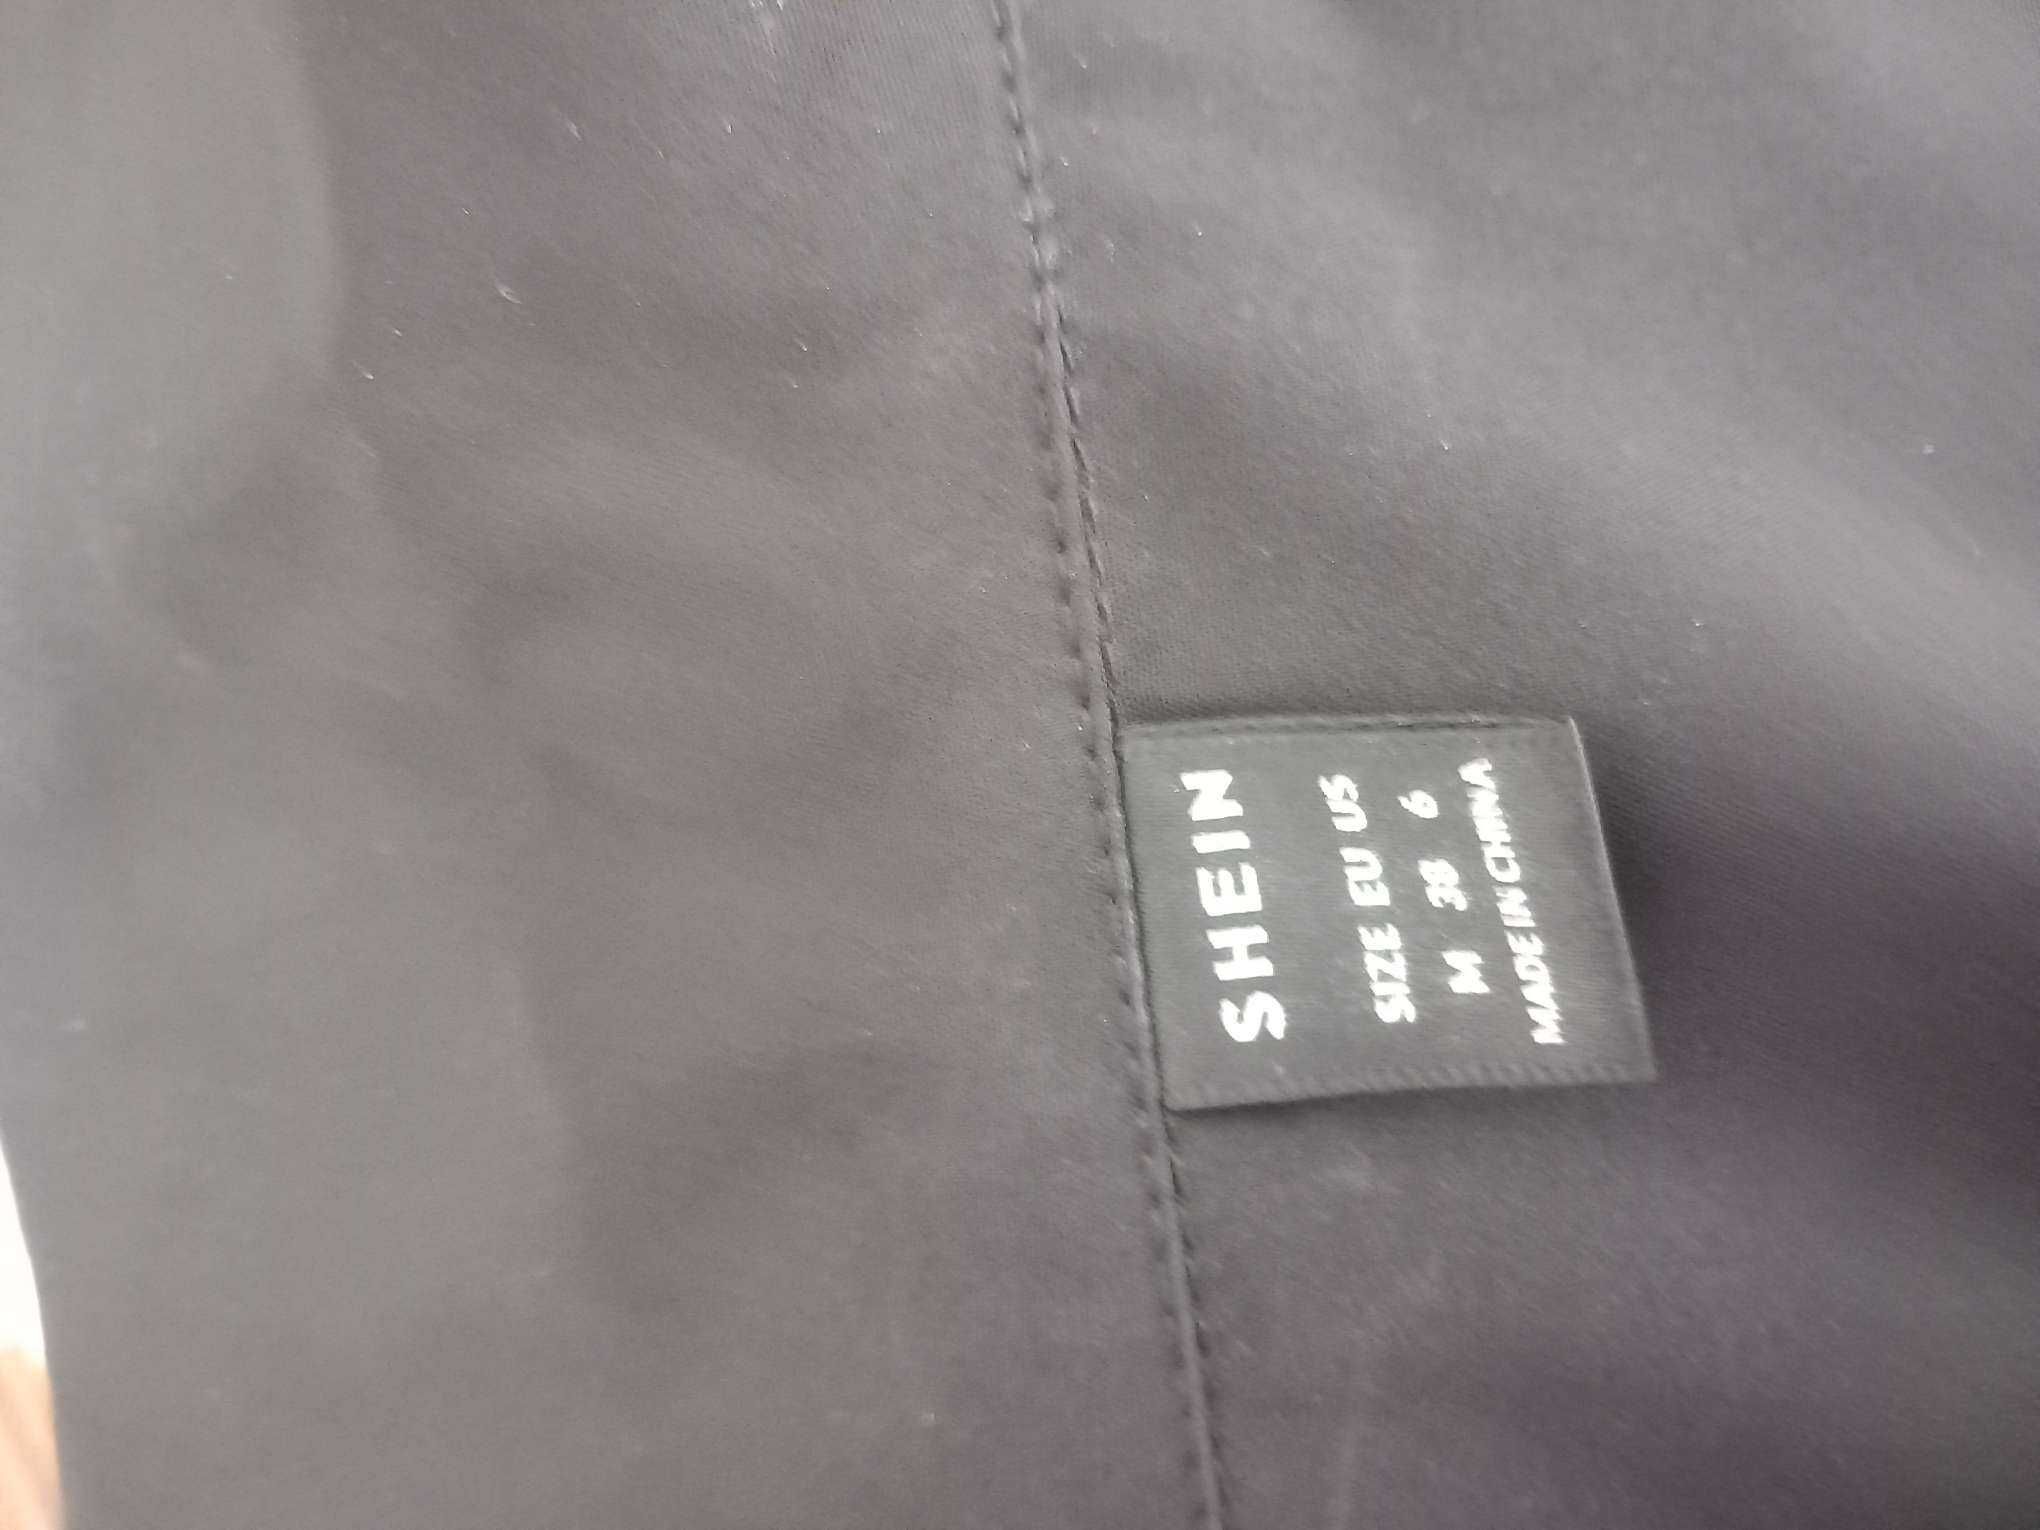 SHEIN
SIZE EU US
M 38 6
MADE IN CHINA